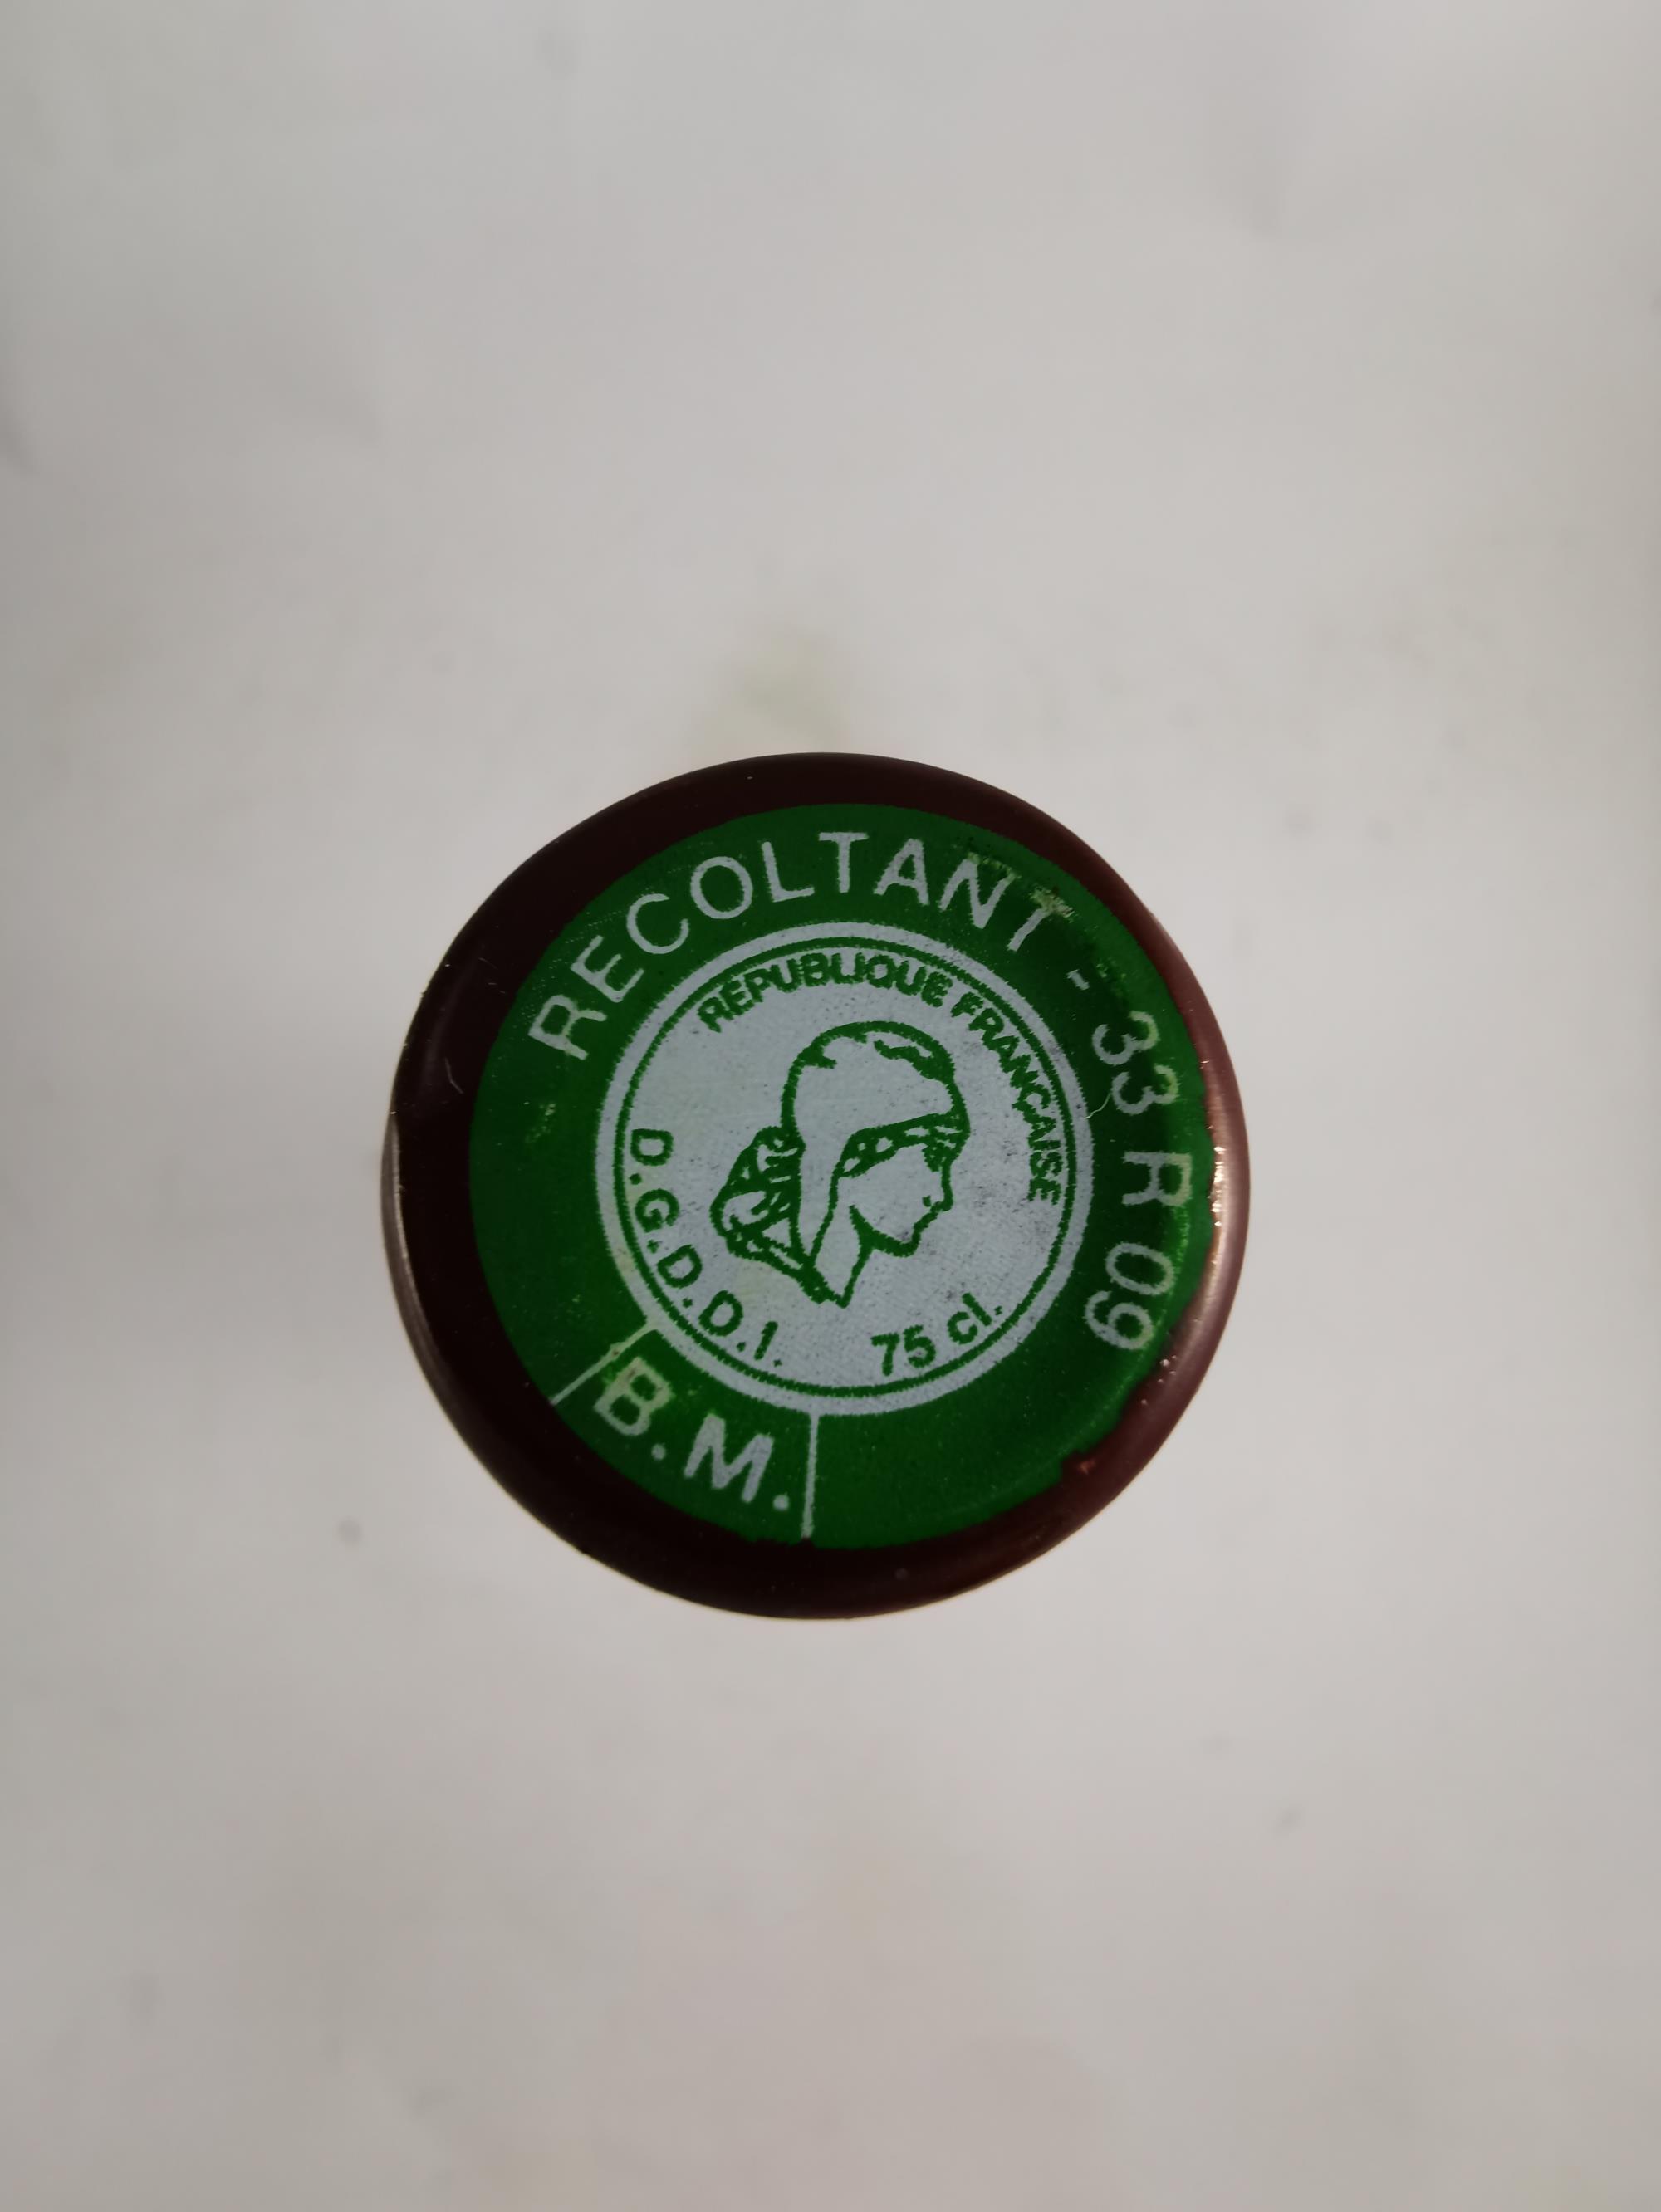 RECOLTANT - 33 R 09
RÉPUBLIQUE FRANÇAISE
D.G.D.D.I.
75 cl.
B.M.